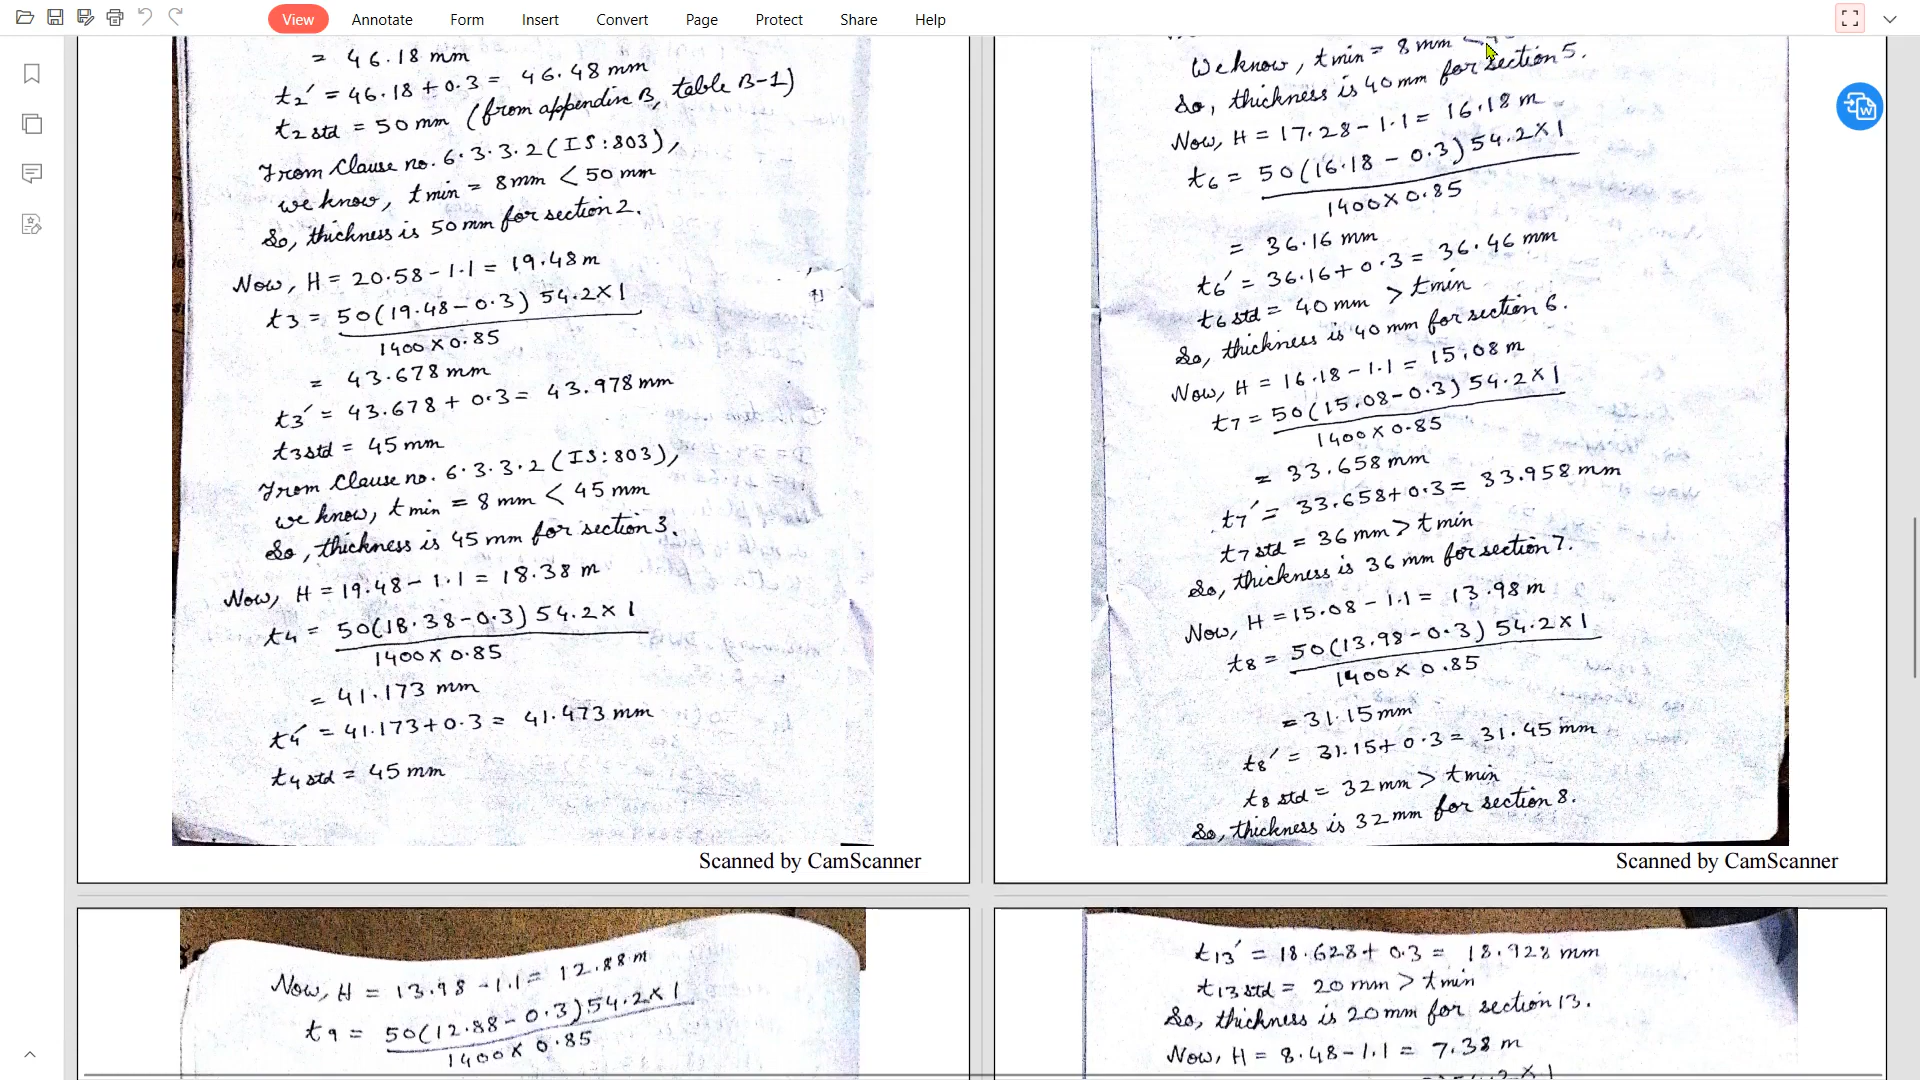 View Annotate Form Insert Convert Page Protect Share Help
= 46.18 mm
t2' = 46.18 + 0.3 = 46.48 mm
t2 std = 50 mm (from appendix B, table B-1)
From Clause no. 6.3.3.2 (IS:803),
we know, t min = 8mm < 50 mm
So, thickness is 50 mm for section 2.
Now, H = 20.58 - 1.1 = 19.48 m
t3 = 50(19.48 - 0.3) 54.2 x 1
1400 x 0.85
= 43.678 mm
t3' = 43.678 + 0.3 = 43.978 mm
t3 std = 45 mm
From Clause no. 6.3.3.2 (IS:803),
we know, t min = 8 mm < 45 mm
So, thickness is 45 mm for section 3.
Now, H = 19.48 - 1.1 = 18.38 m
t4 = 50(18.38-0.3) 54.2 x 1
1400 x 0.85
= 41.173 mm
t4' = 41.173 + 0.3 = 41.473 mm
t4 std = 45 mm
Scanned by CamScanner
We know, t min = 8 mm <
So, thickness is 40 mm for section 5.
Now, H = 17.28 - 1.1 = 16.18 m
t6 = 50(16.18 - 0.3) 54.2 x 1
1400 x 0.85
= 36.16 mm
t6' = 36.16 + 0.3 = 36.46 mm
t6 std = 40 mm > t min
So, thickness is 40 mm for section 6.
Now, H = 16.18 - 1.1 = 15.08 m
t7 = 50(15.08-0.3) 54.2 x 1
1400 x 0.85
= 33.658 mm
t7' = 33.658 + 0.3 = 33.958 mm
t7 std = 36 mm > t min
So, thickness is 36 mm for section 7.
Now, H = 15.08 - 1.1 = 13.98 m
t8 = 50(13.98-0.3) 54.2 x 1
1400 x 0.85
= 31.15 mm
t8' = 31.15 + 0.3 = 31.45 mm
t8 std = 32 mm > t min
So, thickness is 32 mm for section 8.
Scanned by CamScanner
Now, H = 13.98 - 1.1 = 12.88 m
t9 = 50(12.88 - 0.3) 54.2 x 1
1400 x 0.85
t13' = 18.628 + 0.3 = 18.928 mm
t13 std = 20 mm > t min
So, thickness is 20 mm for section 13.
Now, H = 8.48 - 1.1 = 7.38 m